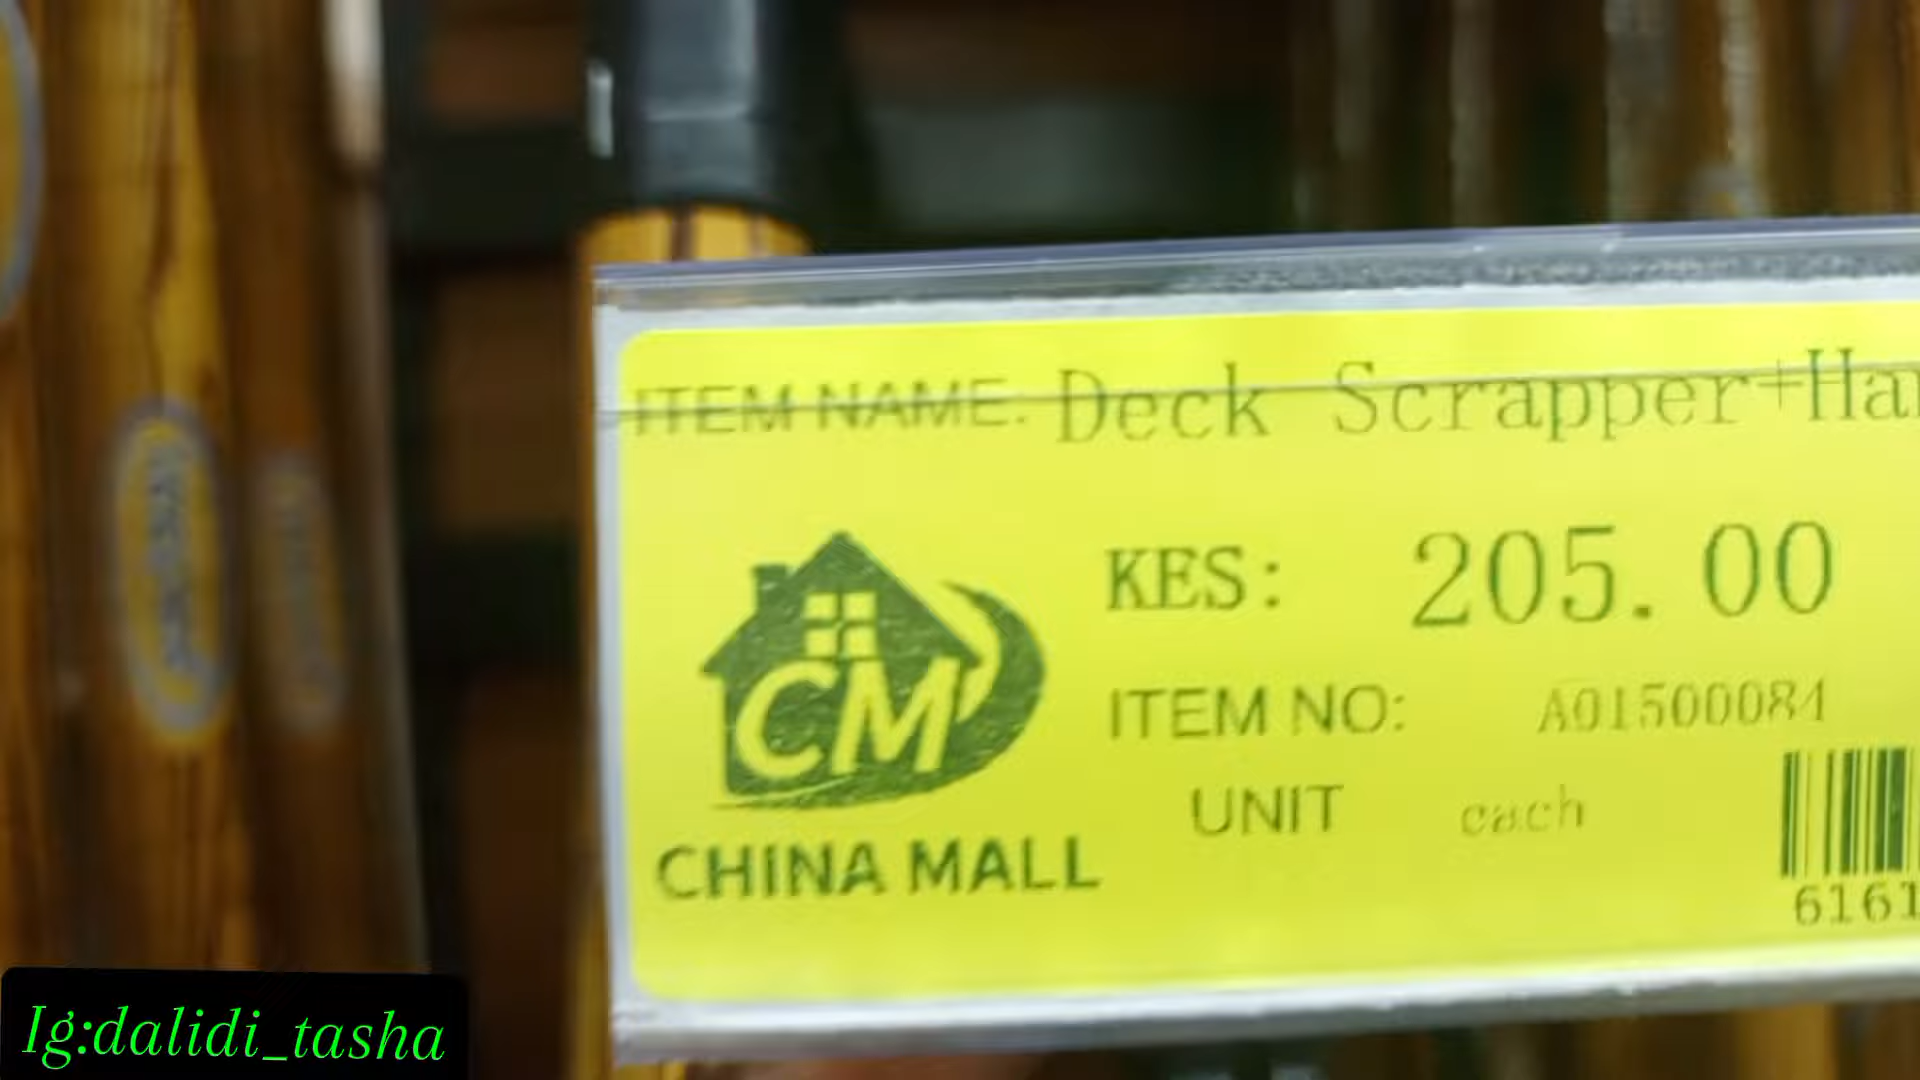 ITEM NAME: Deck Scrapper+Ha
KES: 205.00
CM
ITEM NO: A01500084
UNIT each
CHINA MALL
6161
Ig:dalidi_tasha